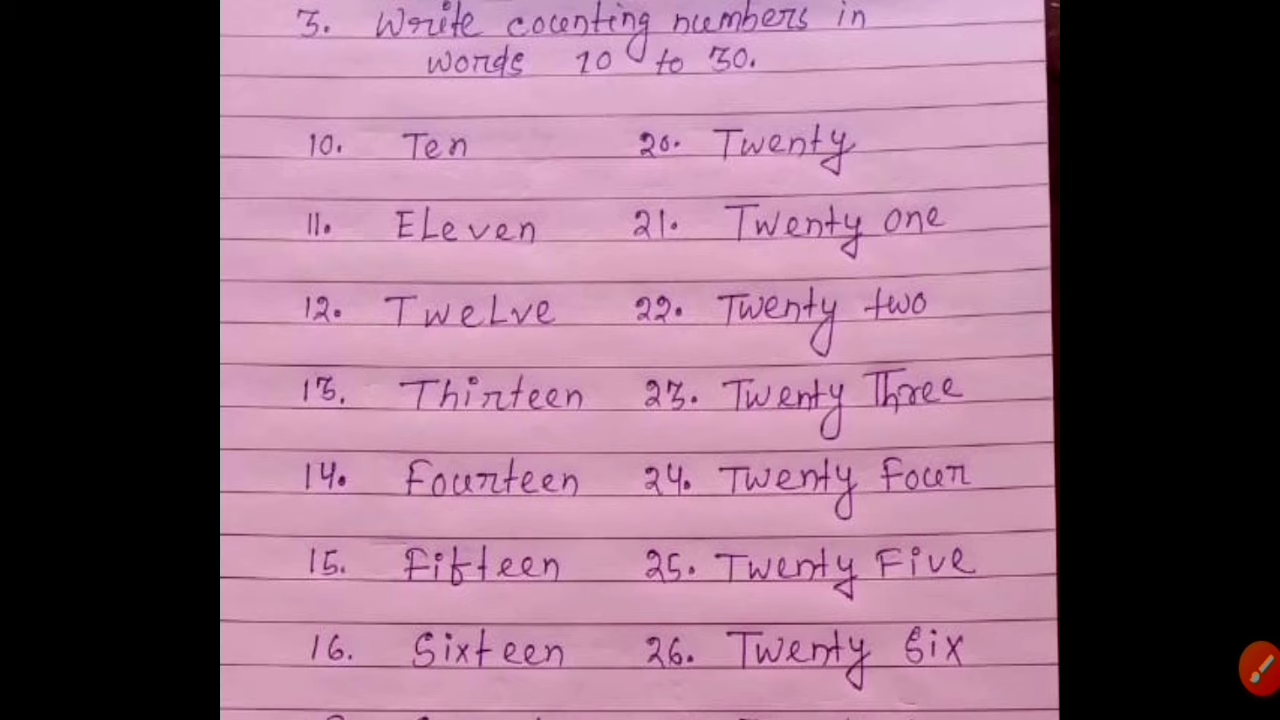 3. Write counting numbers in
words 10 to 30.
10. Ten 20. Twenty
11. ELeven 21. Twenty one
12. TweLve 22. Twenty two
13. Thirteen 23. Twenty Three
14. Fourteen 24. Twenty Four
15. Fifteen 25. Twenty Five
16. Sixteen 26. Twenty Six